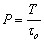 P = T / τ₀